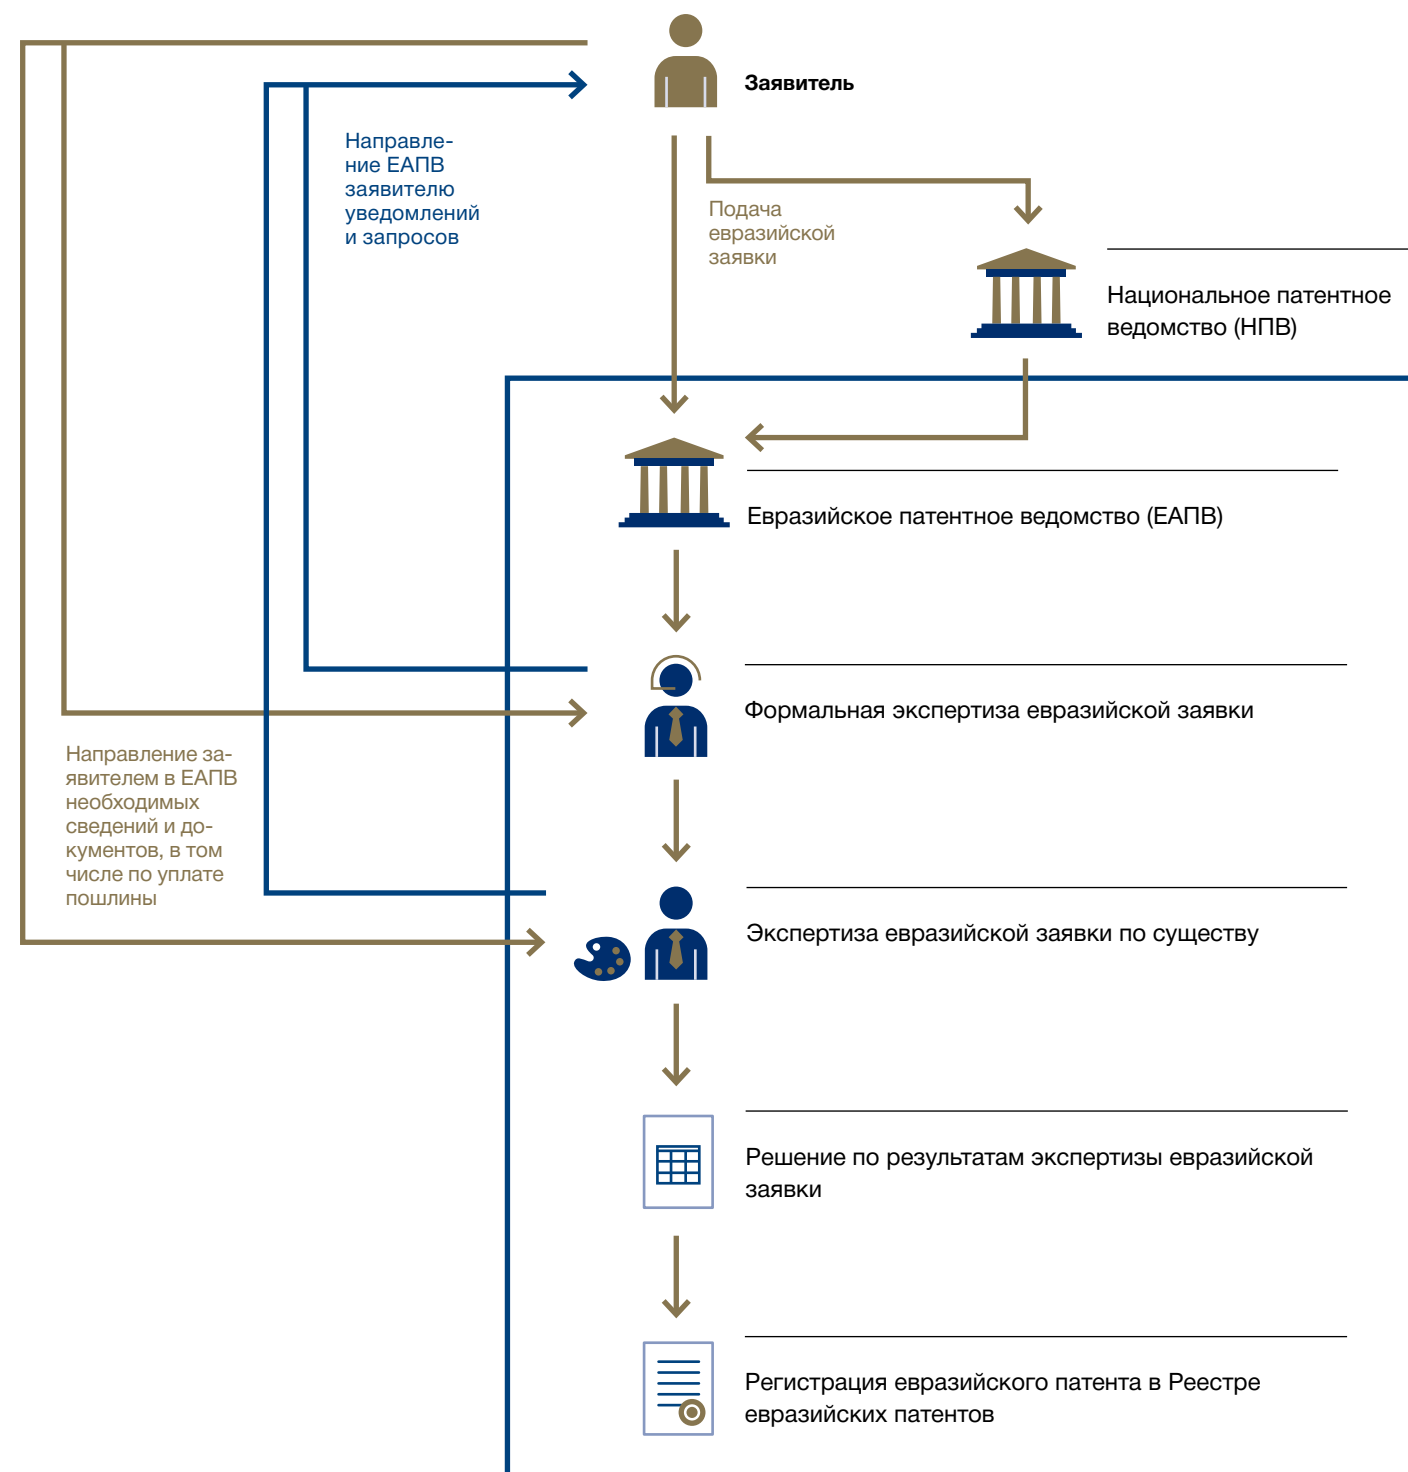 Заявитель
Направле-
ние ЕАПВ
заявителю
уведомлений
и запросов
Подача
евразийской
заявки
Национальное патентное
ведомство (НПВ)
Евразийское патентное ведомство (ЕАПВ)
Формальная экспертиза евразийской заявки
Направление за-
явителем в ЕАПВ
необходимых
сведений и до-
кументов, в том
числе по уплате
пошлины
Экспертиза евразийской заявки по существу
Решение по результатам экспертизы евразийской
заявки
Регистрация евразийского патента в Реестре
евразийских патентов